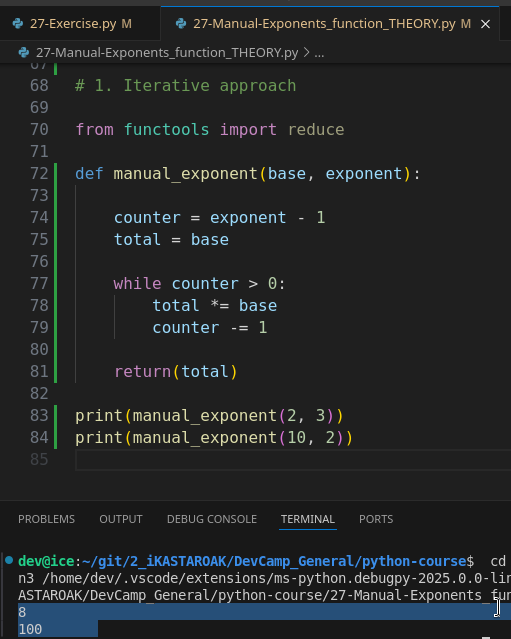 27-Exercise.py M
27-Manual-Exponents_function_THEORY.py M
27-Manual-Exponents_function_THEORY.py > ...
67
68 # 1. Iterative approach
69
70 from functools import reduce
71
72 def manual_exponent(base, exponent):
73
74     counter = exponent - 1
75     total = base
76
77     while counter > 0:
78         total *= base
79         counter -= 1
80
81     return(total)
82
83 print(manual_exponent(2, 3))
84 print(manual_exponent(10, 2))
85
PROBLEMS OUTPUT DEBUG CONSOLE TERMINAL PORTS
dev@ice:~/git/2_iKASTAROAK/DevCamp_General/python-course$ cd
n3 /home/dev/.vscode/extensions/ms-python.debugpy-2025.0.0-lin
ASTAROAK/DevCamp_General/python-course/27-Manual-Exponents_fun
8
100